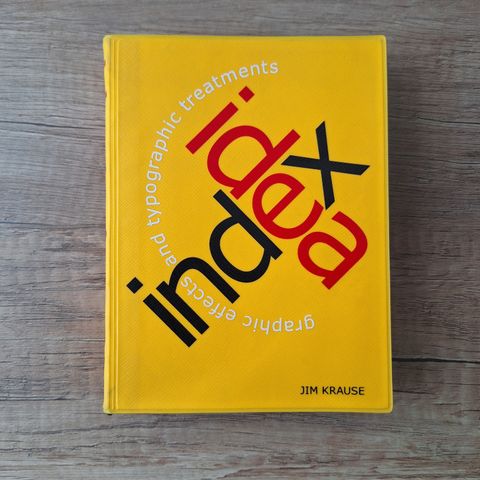 idea
index
graphic effects and typographic treatments
JIM KRAUSE